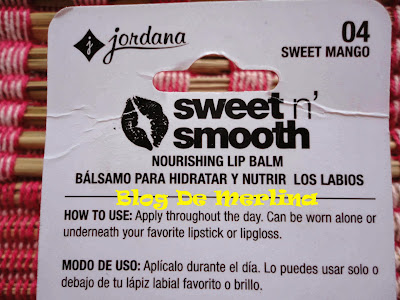 j jordana
04
SWEET MANGO
sweet n'
smooth
NOURISHING LIP BALM
BÁLSAMO PARA HIDRATAR Y NUTRIR LOS LABIOS
Blog De Merlina
HOW TO USE: Apply throughout the day. Can be worn alone or
underneath your favorite lipstick or lipgloss.
MODO DE USO: Aplícalo durante el día. Lo puedes usar solo o
debajo de tu lápiz labial favorito o brillo.